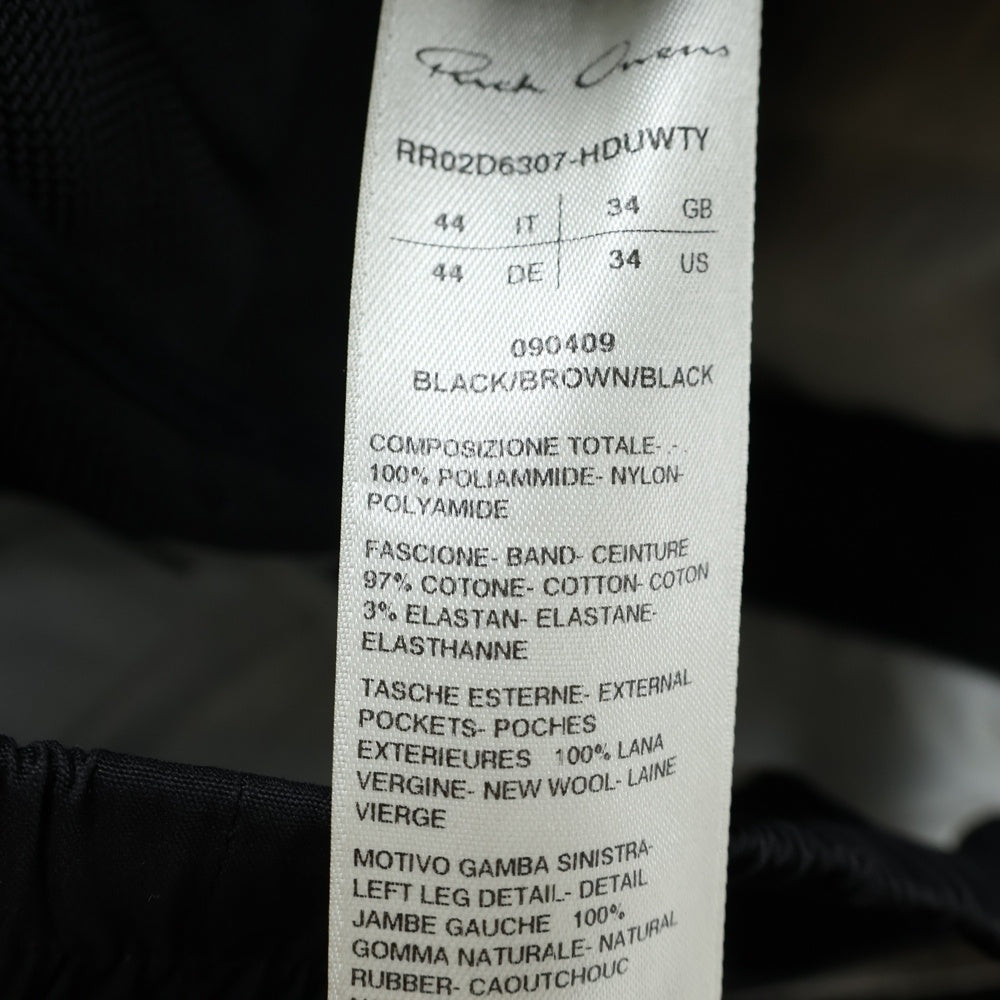 Rick Owens
RR02D6307-HDUWTY
44 IT 34 GB
44 DE 34 US
090409
BLACK/BROWN/BLACK
COMPOSIZIONE TOTALE- .-.
100% POLIAMMIDE- NYLON-
POLYAMIDE
FASCIONE- BAND- CEINTURE
97% COTONE- COTTON- COTON
3% ELASTAN- ELASTANE-
ELASTHANNE
TASCHE ESTERNE- EXTERNAL
POCKETS- POCHES
EXTERIEURES 100% LANA
VERGINE- NEW WOOL- LAINE
VIERGE
MOTIVO GAMBA SINISTRA-
LEFT LEG DETAIL- DETAIL
JAMBE GAUCHE 100%
GOMMA NATURALE- NATURAL
RUBBER- CAOUTCHOUC